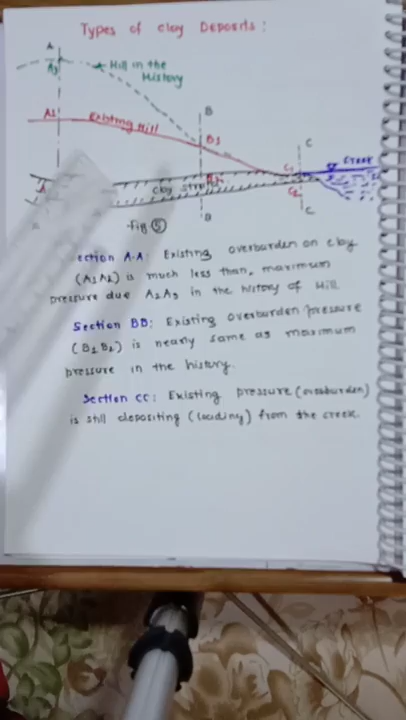 Types of clay Deposits:
A
A3
Hill in the
History
B
A1
Existing Hill
B1
C
C1
Creek
clay stratum
B2
C2
B
C
fig ⑤
ection A-A: Existing overburden on clay
(A1A2) is much less than, maximum
pressure due A2A3 in the history of Hill
Section BB: Existing overburden pressure
(B1B2) is nearly same as maximum
pressure in the history.
Section CC: Existing pressure (overburden)
is still depositing (loading) from the creek.